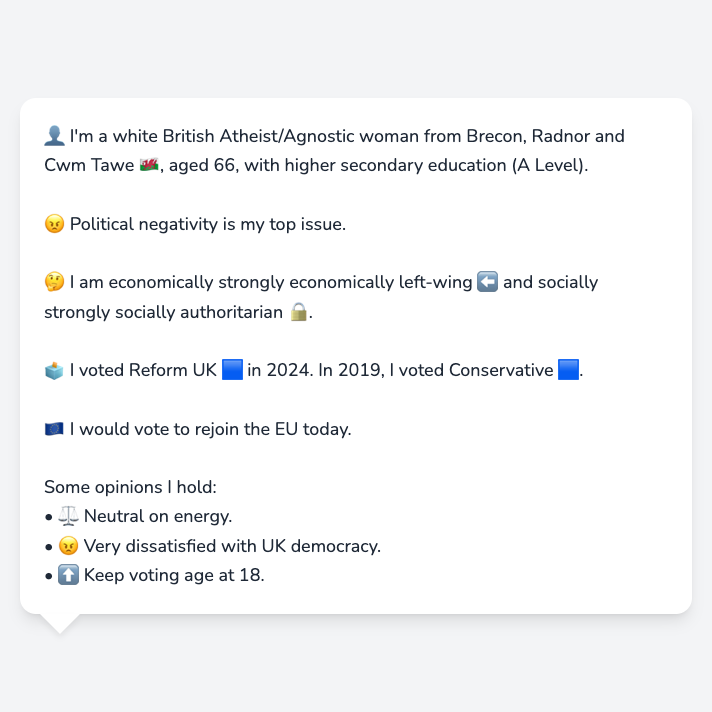 👤 I'm a white British Atheist/Agnostic woman from Brecon, Radnor and
Cwm Tawe 🏴󠁧󠁢󠁷󠁬󠁳󠁿, aged 66, with higher secondary education (A Level).
😠 Political negativity is my top issue.
🤔 I am economically strongly economically left-wing ⬅️ and socially
strongly socially authoritarian 🔒.
🗳️ I voted Reform UK 🟦 in 2024. In 2019, I voted Conservative 🟦.
🇪🇺 I would vote to rejoin the EU today.
Some opinions I hold:
• ⚖️ Neutral on energy.
• 😠 Very dissatisfied with UK democracy.
• ⬆️ Keep voting age at 18.